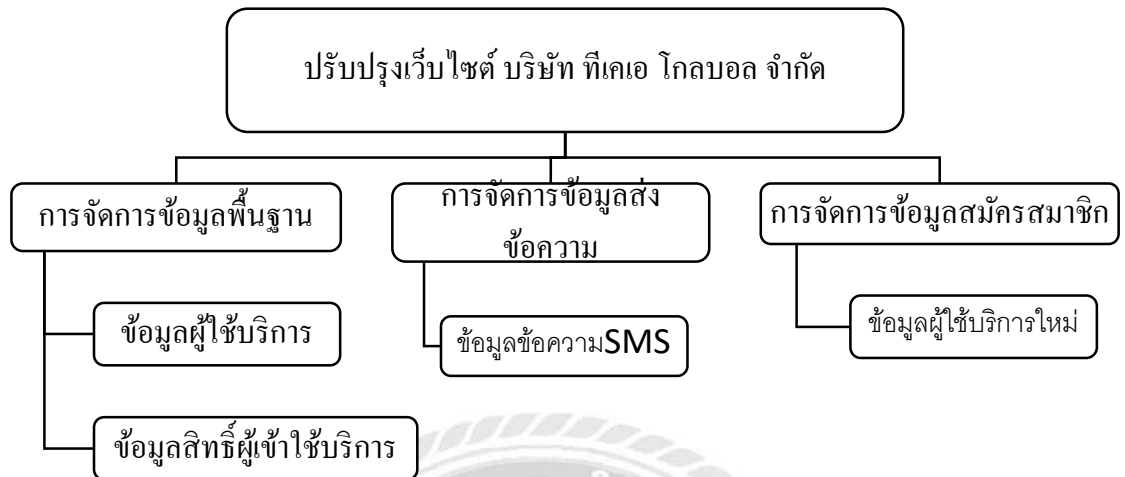 ปรับปรุงเว็บไซต์ บริษัท ทีเคเอ โกลบอล จำกัด
การจัดการข้อมูลพื้นฐาน
ข้อมูลผู้ใช้บริการ
ข้อมูลสิทธิ์ผู้เข้าใช้บริการ
การจัดการข้อมูลส่ง
ข้อความ
ข้อมูลข้อความSMS
การจัดการข้อมูลสมัครสมาชิก
ข้อมูลผู้ใช้บริการใหม่